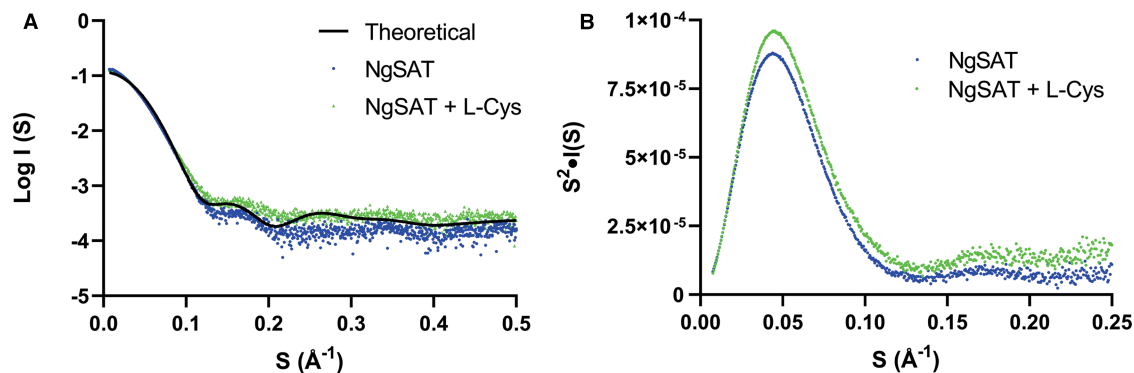 A
0
-1
-2
-3
-4
-5
Log I (S)
0.0 0.1 0.2 0.3 0.4 0.5
S (Å⁻¹)
Theoretical
NgSAT
NgSAT + L-Cys
B
1×10⁻⁴
7.5×10⁻⁵
5×10⁻⁵
2.5×10⁻⁵
0
S²●I(S)
0.00 0.05 0.10 0.15 0.20 0.25
S (Å⁻¹)
NgSAT
NgSAT + L-Cys